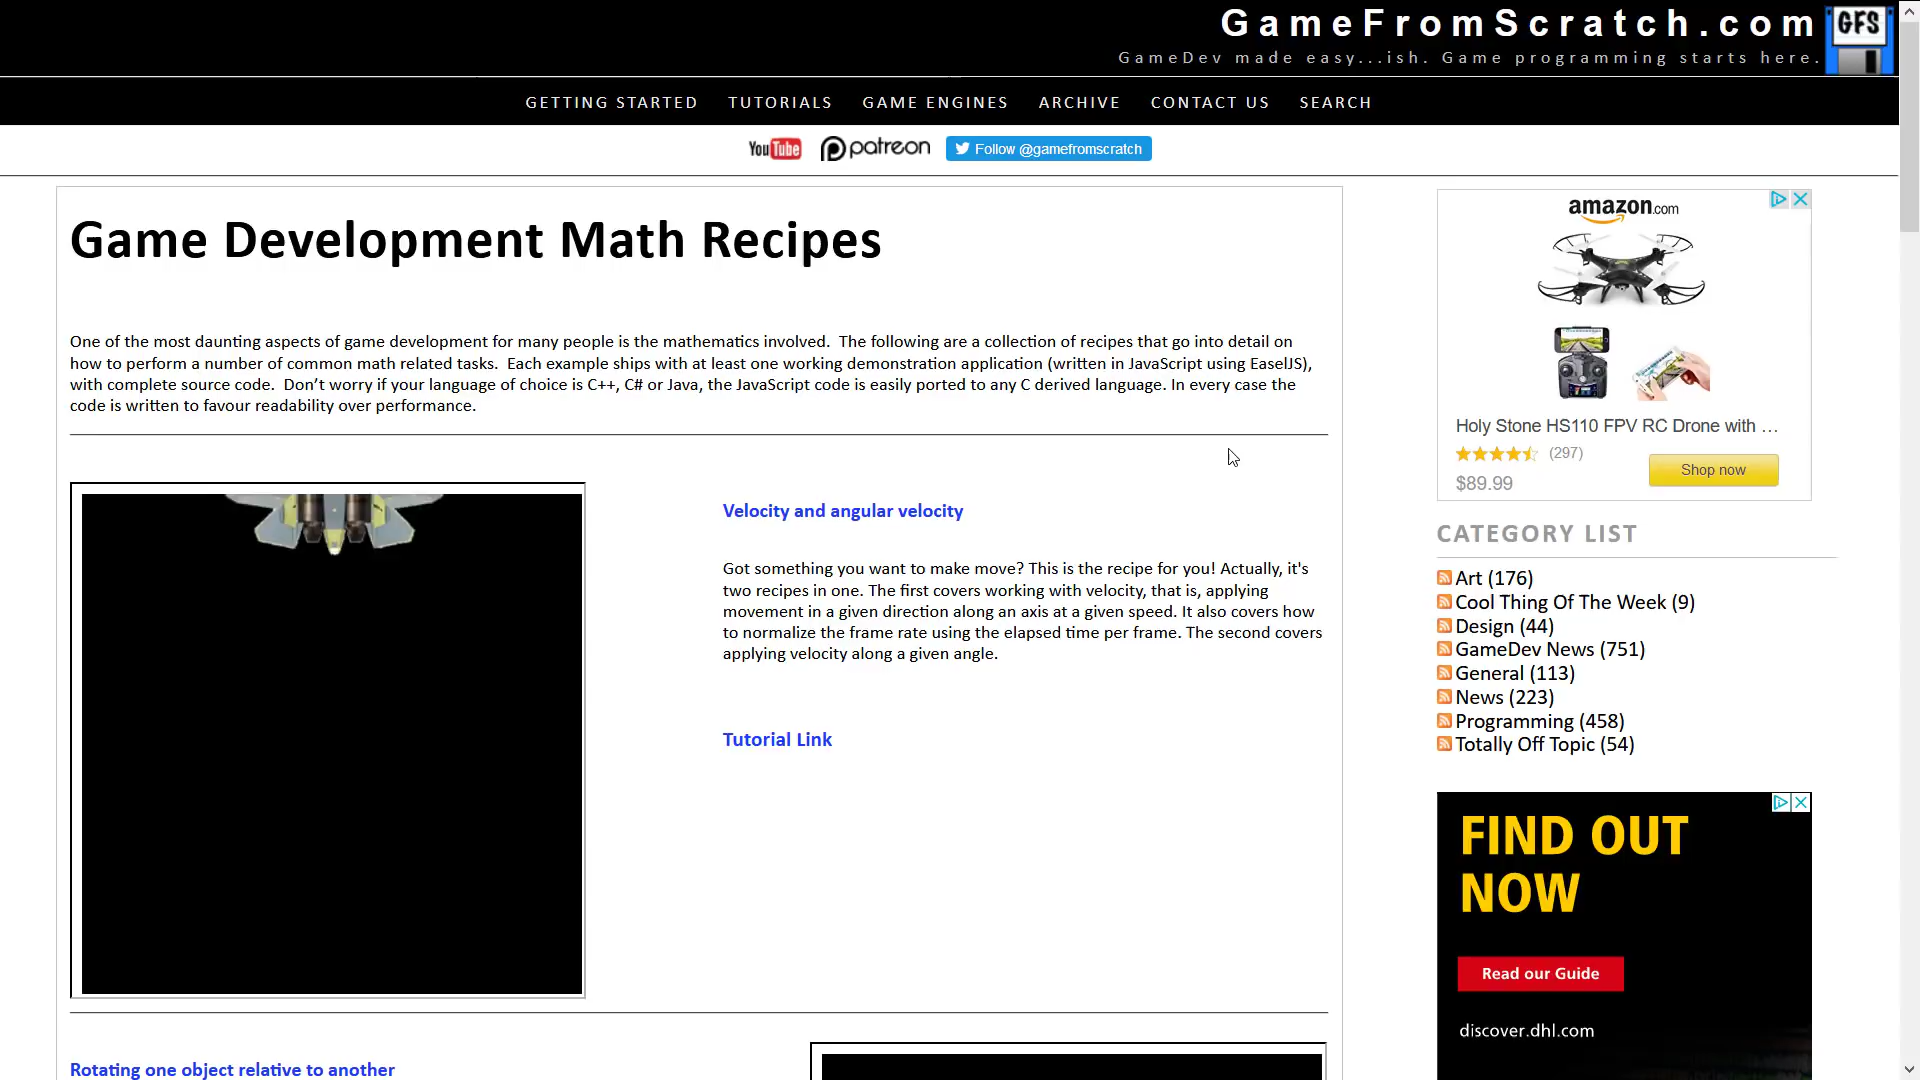 GameFromScratch.com
GameDev made easy...ish. Game programming starts here.
GFS
GETTING STARTED TUTORIALS GAME ENGINES ARCHIVE CONTACT US SEARCH
YouTube patreon Follow @gamefromscratch
Game Development Math Recipes
One of the most daunting aspects of game development for many people is the mathematics involved.  The following are a collection of recipes that go into detail on
how to perform a number of common math related tasks.  Each example ships with at least one working demonstration application (written in JavaScript using EaselJS),
with complete source code.  Don’t worry if your language of choice is C++, C# or Java, the JavaScript code is easily ported to any C derived language. In every case the
code is written to favour readability over performance.
Velocity and angular velocity
Got something you want to make move? This is the recipe for you! Actually, it's
two recipes in one. The first covers working with velocity, that is, applying
movement in a given direction along an axis at a given speed. It also covers how
to normalize the frame rate using the elapsed time per frame. The second covers
applying velocity along a given angle.
Tutorial Link
Rotating one object relative to another
amazon.com
Holy Stone HS110 FPV RC Drone with …
(297)
$89.99
Shop now
CATEGORY LIST
Art (176)
Cool Thing Of The Week (9)
Design (44)
GameDev News (751)
General (113)
News (223)
Programming (458)
Totally Off Topic (54)
FIND OUT
NOW
Read our Guide
discover.dhl.com